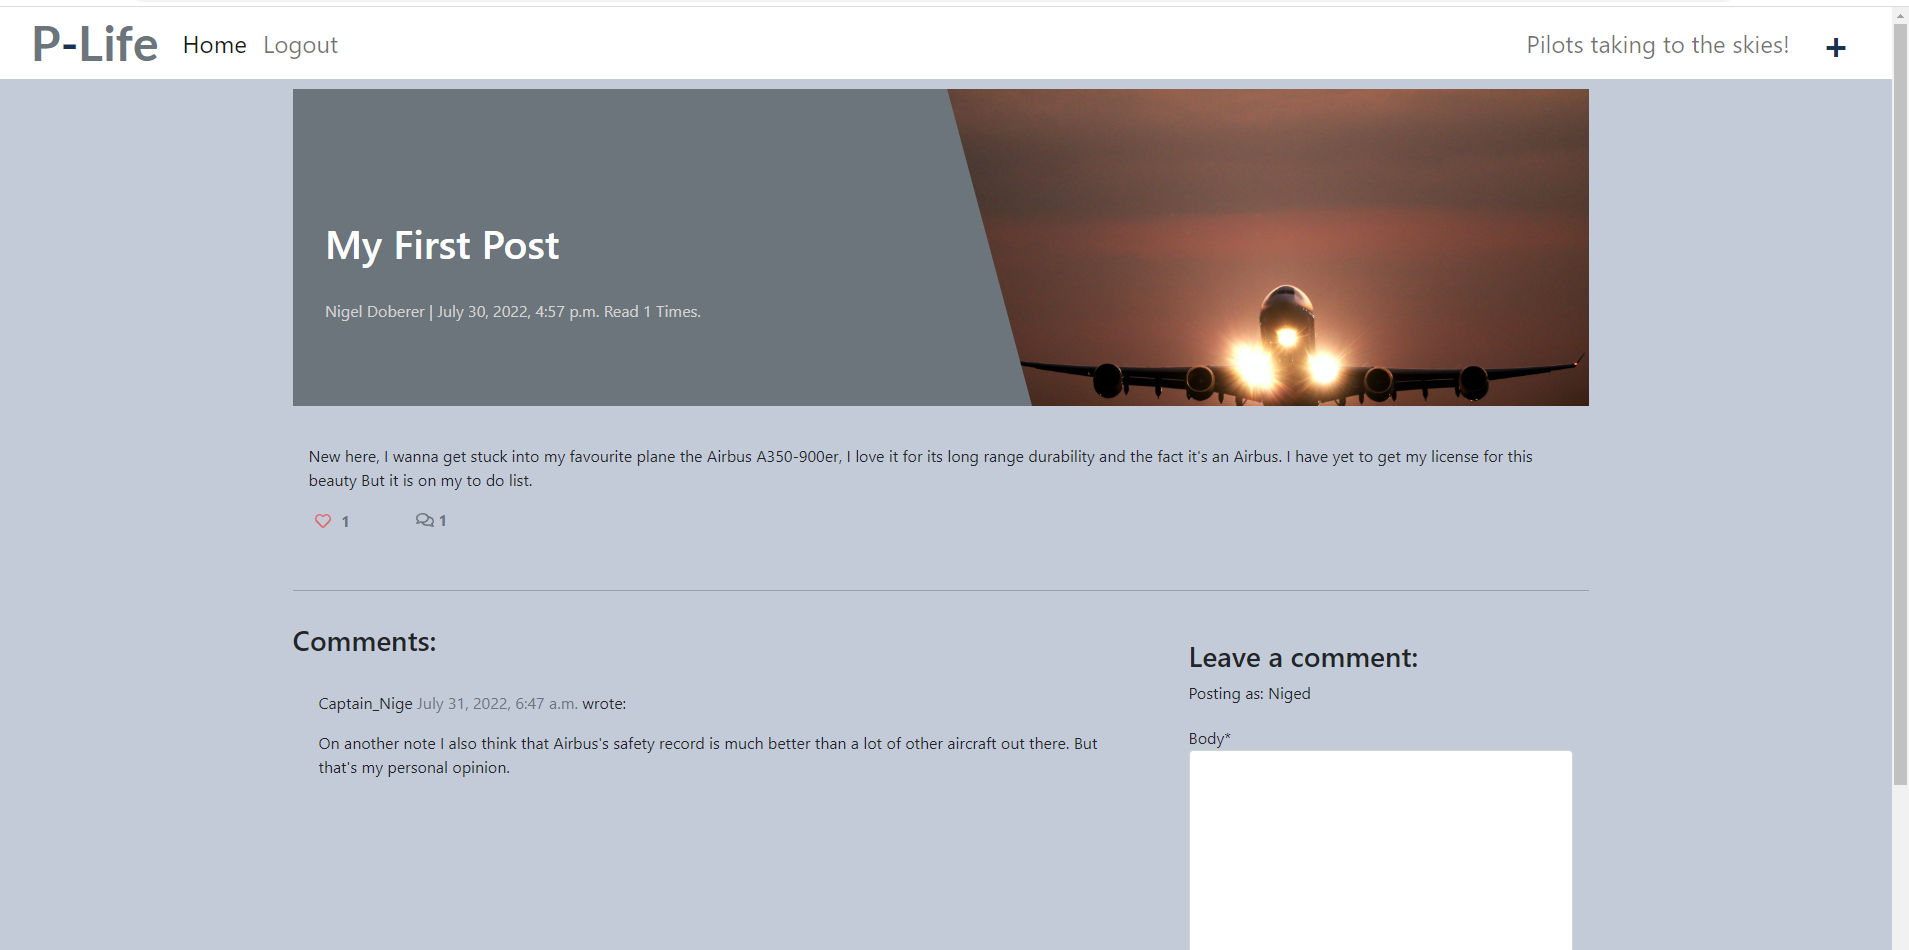 P-Life Home Logout Pilots taking to the skies! +
My First Post
Nigel Doberer | July 30, 2022, 4:57 p.m. Read 1 Times.
New here, I wanna get stuck into my favourite plane the Airbus A350-900er, I love it for its long range durability and the fact it's an Airbus. I have yet to get my license for this
beauty But it is on my to do list.
1 1
Comments:
Captain_Nige July 31, 2022, 6:47 a.m. wrote:
On another note I also think that Airbus's safety record is much better than a lot of other aircraft out there. But
that's my personal opinion.
Leave a comment:
Posting as: Niged
Body*